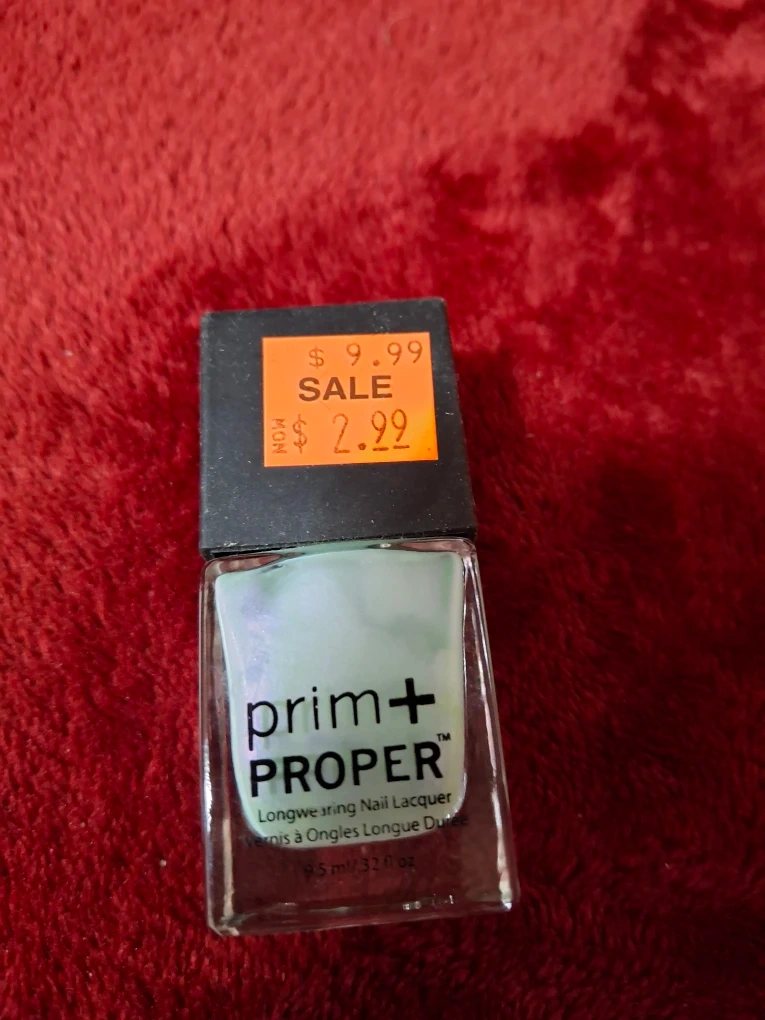 $ 9.99
SALE
MON
$ 2.99
prim+
PROPER™
Longwearing Nail Lacquer
Vernis à Ongles Longue Durée
9.5 ml/.32 fl oz